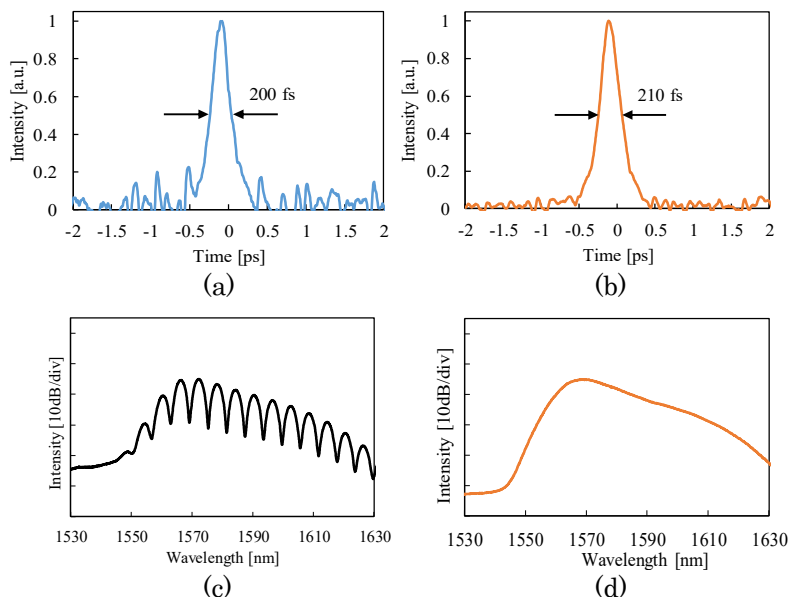 Intensity [a.u.]
1
0.8
0.6
0.4
0.2
0
200 fs
-2 -1.5 -1 -0.5 0 0.5 1 1.5 2
Time [ps]
(a)
Intensity [a.u.]
1
0.8
0.6
0.4
0.2
0
210 fs
-2 -1.5 -1 -0.5 0 0.5 1 1.5 2
Time [ps]
(b)
Intensity [10dB/div]
1530 1550 1570 1590 1610 1630
Wavelength [nm]
(c)
Intensity [10dB/div]
1530 1550 1570 1590 1610 1630
Wavelength [nm]
(d)